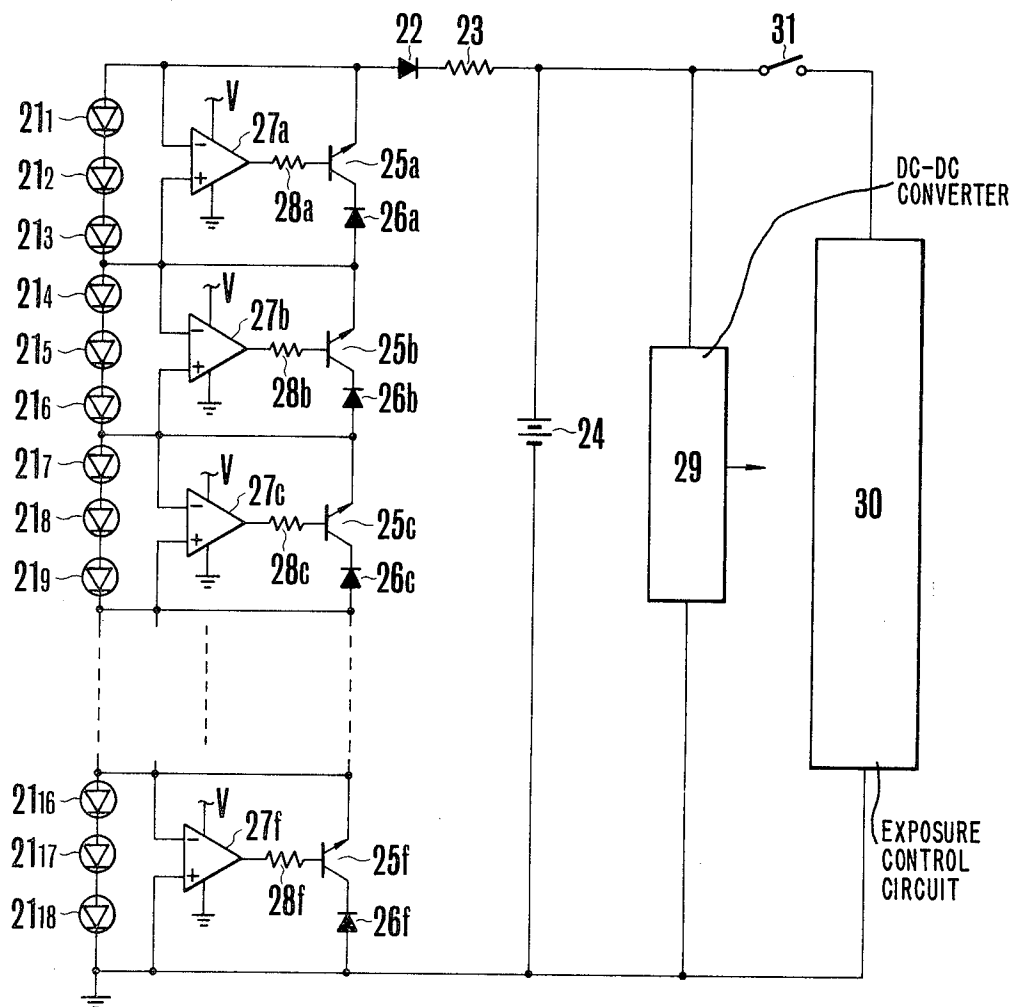 22
23
31
21₁
V
27a
25a
28a
26a
DC-DC
CONVERTER
21₂
21₃
21₄
V
27b
25b
28b
26b
21₅
21₆
24
29
30
21₇
V
27c
25c
28c
26c
21₈
21₉
21₁₆
V
27f
25f
28f
26f
21₁₇
21₁₈
EXPOSURE
CONTROL
CIRCUIT